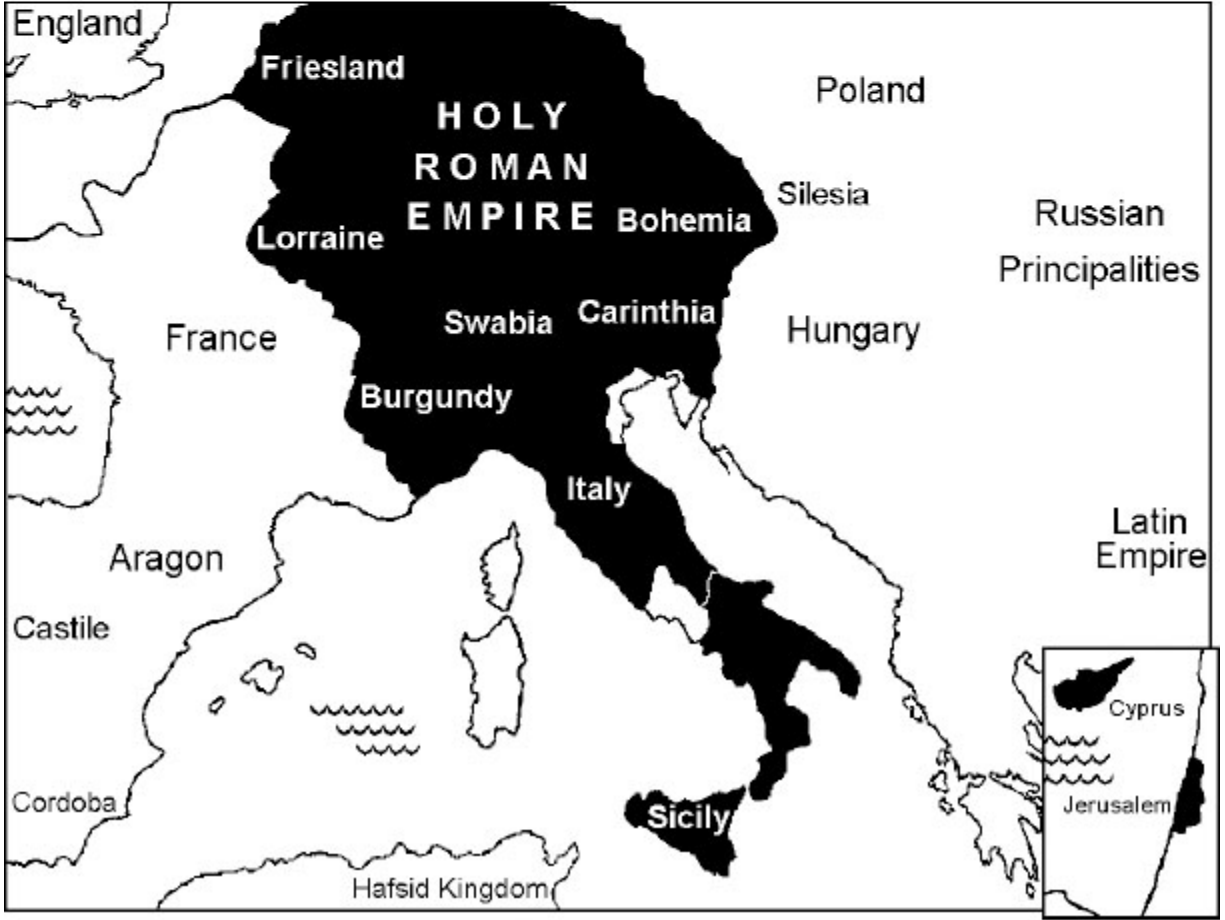 England
Friesland
Poland
HOLY
ROMAN
EMPIRE
Silesia
Bohemia
Russian
Principalities
Lorraine
Carinthia
Swabia
Hungary
France
Burgundy
Italy
Latin
Empire
Aragon
Castile
Cyprus
Cordoba
Jerusalem
Sicily
Hafsid Kingdom